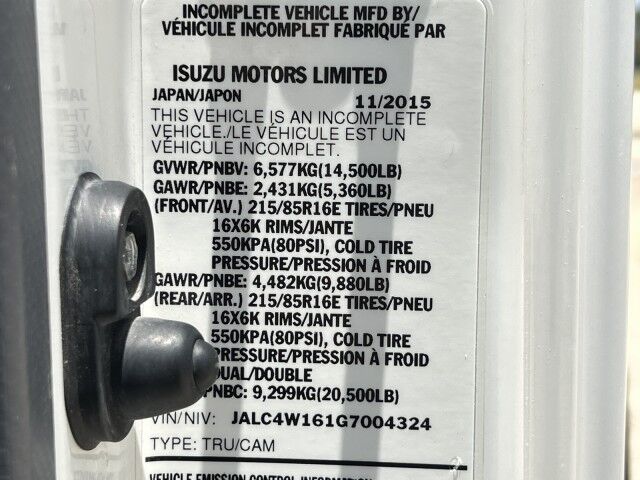 INCOMPLETE VEHICLE MFD BY/
VÉHICULE INCOMPLET FABRIQUÉ PAR
ISUZU MOTORS LIMITED
JAPAN/JAPON 11/2015
THIS VEHICLE IS AN INCOMPLETE
VEHICLE./LE VÉHICULE EST UN
VÉHICULE INCOMPLET.
GVWR/PNBV: 6,577KG(14,500LB)
GAWR/PNBE: 2,431KG(5,360LB)
(FRONT/AV.) 215/85R16E TIRES/PNEU
16X6K RIMS/JANTE
550KPA(80PSI), COLD TIRE
PRESSURE/PRESSION À FROID
GAWR/PNBE: 4,482KG(9,880LB)
(REAR/ARR.) 215/85R16E TIRES/PNEU
16X6K RIMS/JANTE
550KPA(80PSI), COLD TIRE
PRESSURE/PRESSION À FROID
DUAL/DOUBLE
PNBC: 9,299KG(20,500LB)
VIN/NIV: JALC4W161G7004324
TYPE: TRU/CAM
VEHICLE EMISSION CONTROL INFORMATION